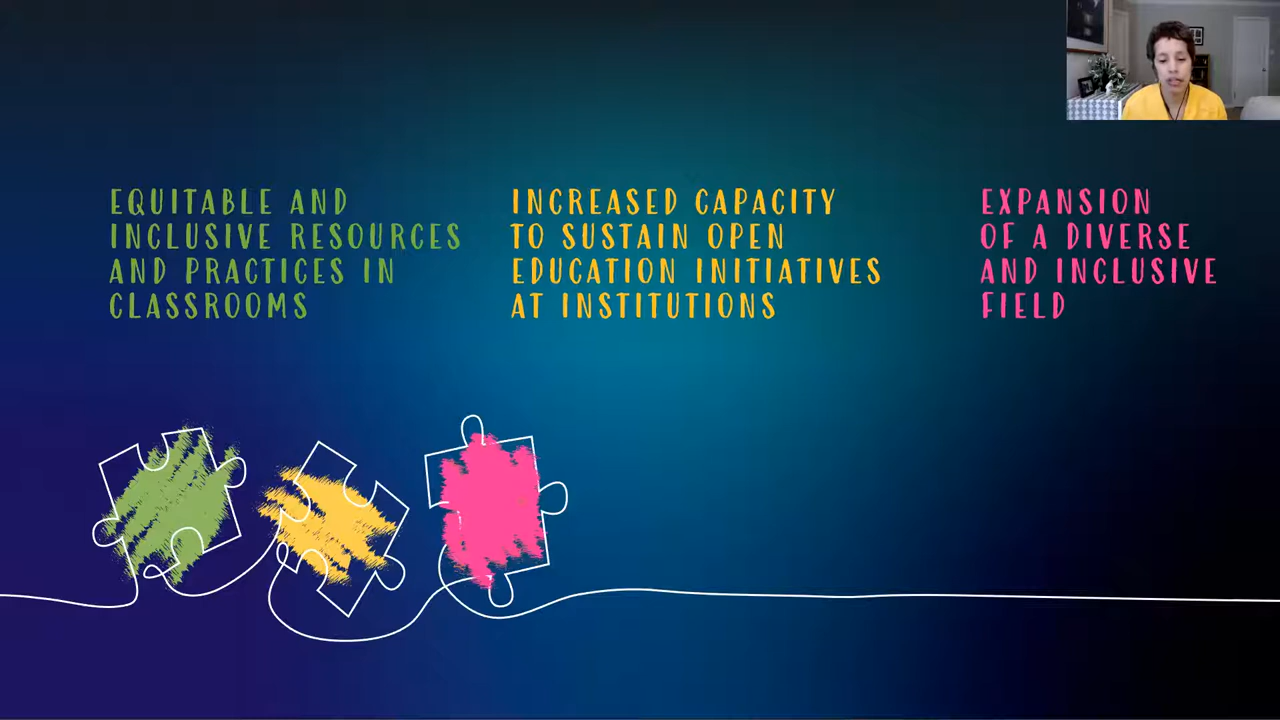 EQUITABLE AND
INCLUSIVE RESOURCES
AND PRACTICES IN
CLASSROOMS
INCREASED CAPACITY
TO SUSTAIN OPEN
EDUCATION INITIATIVES
AT INSTITUTIONS
EXPANSION
OF A DIVERSE
AND INCLUSIVE
FIELD